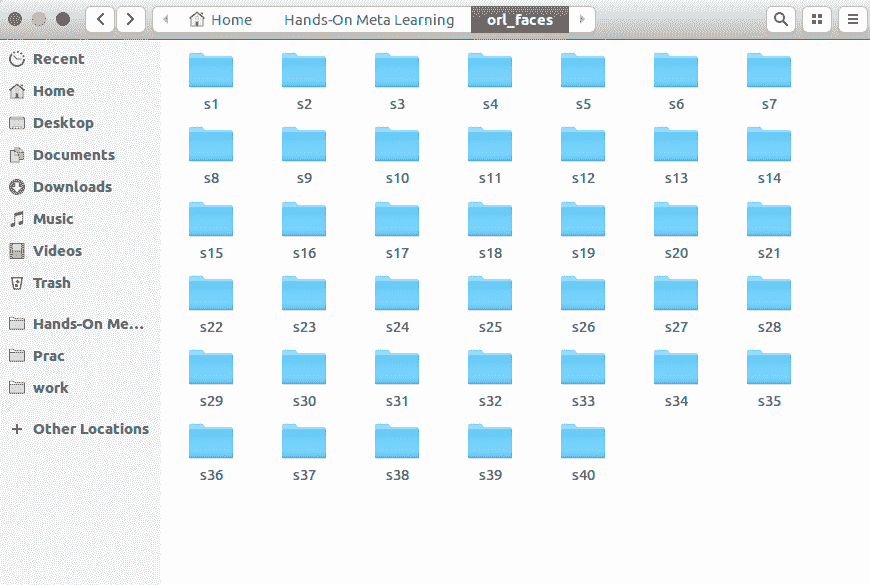 Home Hands-On Meta Learning orl_faces
Recent
Home
Desktop
Documents
Downloads
Music
Videos
Trash
Hands-On Me...
Prac
work
Other Locations
s1 s2 s3 s4 s5 s6 s7
s8 s9 s10 s11 s12 s13 s14
s15 s16 s17 s18 s19 s20 s21
s22 s23 s24 s25 s26 s27 s28
s29 s30 s31 s32 s33 s34 s35
s36 s37 s38 s39 s40